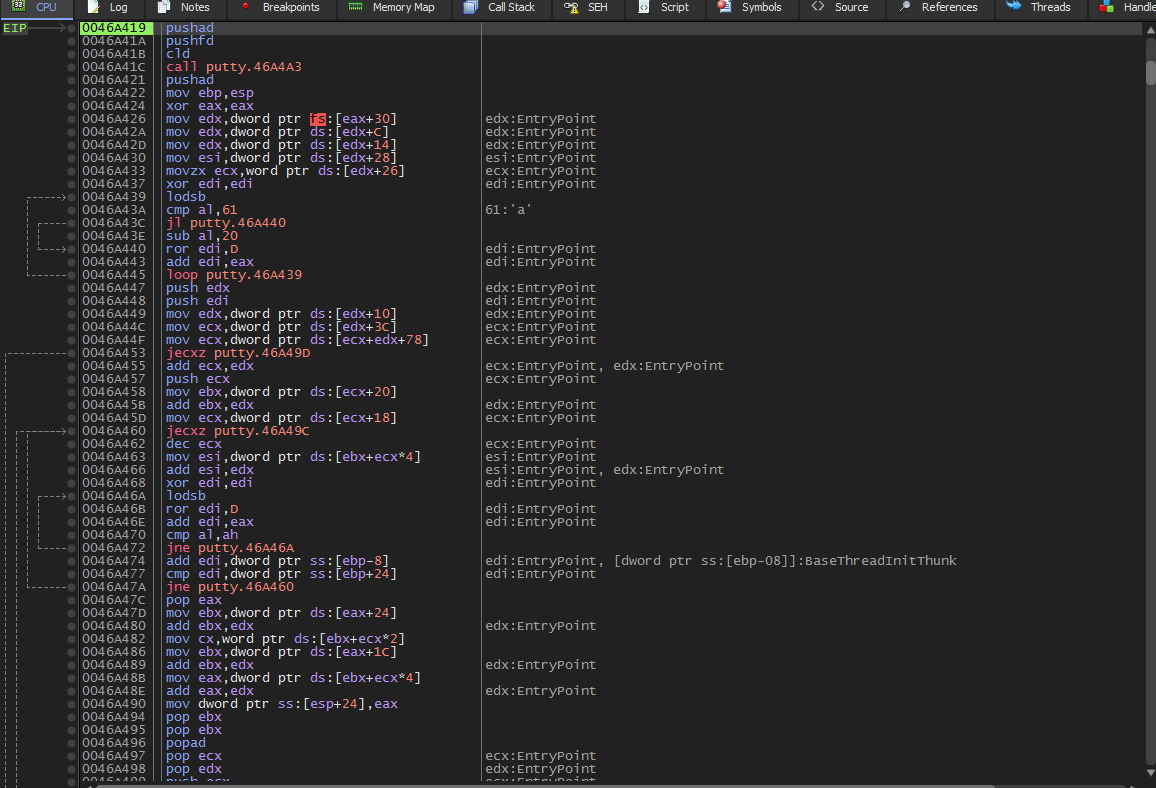 CPU Log Notes Breakpoints Memory Map Call Stack SEH Script Symbols Source References Threads Handle
EIP 0046A419 pushad
0046A41A pushfd
0046A41B cld
0046A41C call putty.46A4A3
0046A421 pushad
0046A422 mov ebp,esp
0046A424 xor eax,eax
0046A426 mov edx,dword ptr fs:[eax+30] edx:EntryPoint
0046A42A mov edx,dword ptr ds:[edx+C] edx:EntryPoint
0046A42D mov edx,dword ptr ds:[edx+14] edx:EntryPoint
0046A430 mov esi,dword ptr ds:[edx+28] esi:EntryPoint
0046A433 movzx ecx,word ptr ds:[edx+26] ecx:EntryPoint
0046A437 xor edi,edi edi:EntryPoint
0046A439 lodsb
0046A43A cmp al,61 61:'a'
0046A43C jl putty.46A440
0046A43E sub al,20
0046A440 ror edi,D edi:EntryPoint
0046A443 add edi,eax edi:EntryPoint
0046A445 loop putty.46A439
0046A447 push edx edx:EntryPoint
0046A448 push edi edi:EntryPoint
0046A449 mov edx,dword ptr ds:[edx+10] edx:EntryPoint
0046A44C mov ecx,dword ptr ds:[edx+3C] ecx:EntryPoint
0046A44F mov ecx,dword ptr ds:[ecx+edx+78] ecx:EntryPoint
0046A453 jecxz putty.46A49D
0046A455 add ecx,edx ecx:EntryPoint, edx:EntryPoint
0046A457 push ecx ecx:EntryPoint
0046A458 mov ebx,dword ptr ds:[ecx+20]
0046A45B add ebx,edx edx:EntryPoint
0046A45D mov ecx,dword ptr ds:[ecx+18] ecx:EntryPoint
0046A460 jecxz putty.46A49C
0046A462 dec ecx ecx:EntryPoint
0046A463 mov esi,dword ptr ds:[ebx+ecx*4] esi:EntryPoint
0046A466 add esi,edx esi:EntryPoint, edx:EntryPoint
0046A468 xor edi,edi edi:EntryPoint
0046A46A lodsb
0046A46B ror edi,D edi:EntryPoint
0046A46E add edi,eax edi:EntryPoint
0046A470 cmp al,ah
0046A472 jne putty.46A46A
0046A474 add edi,dword ptr ss:[ebp-8] edi:EntryPoint, [dword ptr ss:[ebp-08]]:BaseThreadInitThunk
0046A477 cmp edi,dword ptr ss:[ebp+24] edi:EntryPoint
0046A47A jne putty.46A460
0046A47C pop eax
0046A47D mov ebx,dword ptr ds:[eax+24]
0046A480 add ebx,edx edx:EntryPoint
0046A482 mov cx,word ptr ds:[ebx+ecx*2]
0046A486 mov ebx,dword ptr ds:[eax+1C]
0046A489 add ebx,edx edx:EntryPoint
0046A48B mov eax,dword ptr ds:[ebx+ecx*4]
0046A48E add eax,edx edx:EntryPoint
0046A490 mov dword ptr ss:[esp+24],eax
0046A494 pop ebx
0046A495 pop ebx
0046A496 popad
0046A497 pop ecx ecx:EntryPoint
0046A498 pop edx edx:EntryPoint